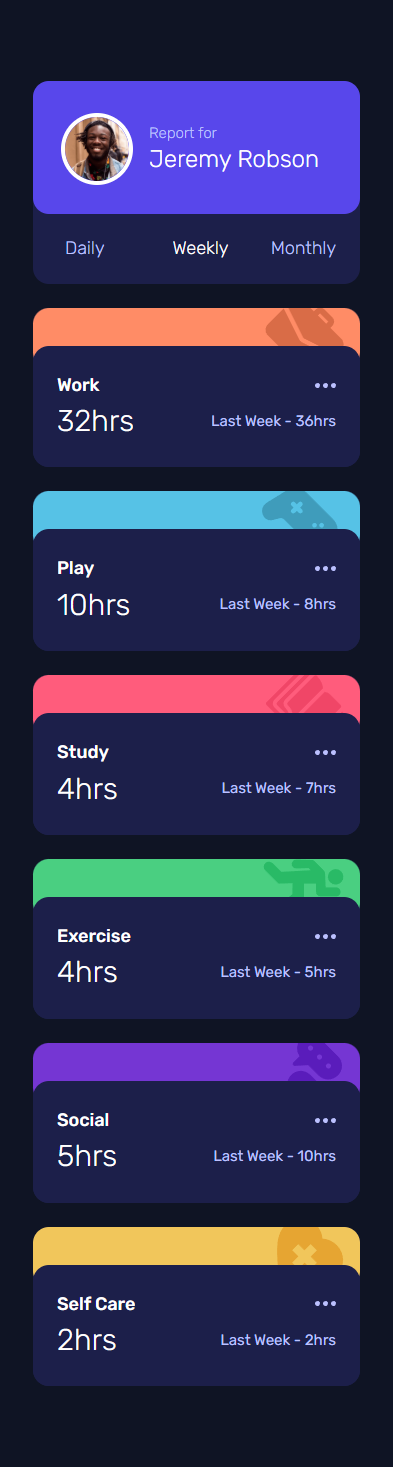 Report for
Jeremy Robson
Daily Weekly Monthly
Work
32hrs Last Week - 36hrs
Play
10hrs Last Week - 8hrs
Study
4hrs Last Week - 7hrs
Exercise
4hrs Last Week - 5hrs
Social
5hrs Last Week - 10hrs
Self Care
2hrs Last Week - 2hrs